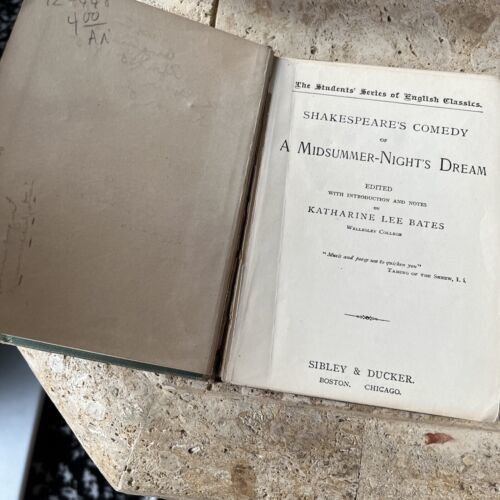 4.00
The Students' Series of English Classics.
SHAKESPEARE'S COMEDY
OF
A MIDSUMMER-NIGHT'S DREAM
EDITED
WITH INTRODUCTION AND NOTES
BY
KATHARINE LEE BATES
WELLESLEY COLLEGE
"Music and poesy use to quicken you"
TAMING OF THE SHREW, I. i.
SIBLEY & DUCKER.
BOSTON. CHICAGO.